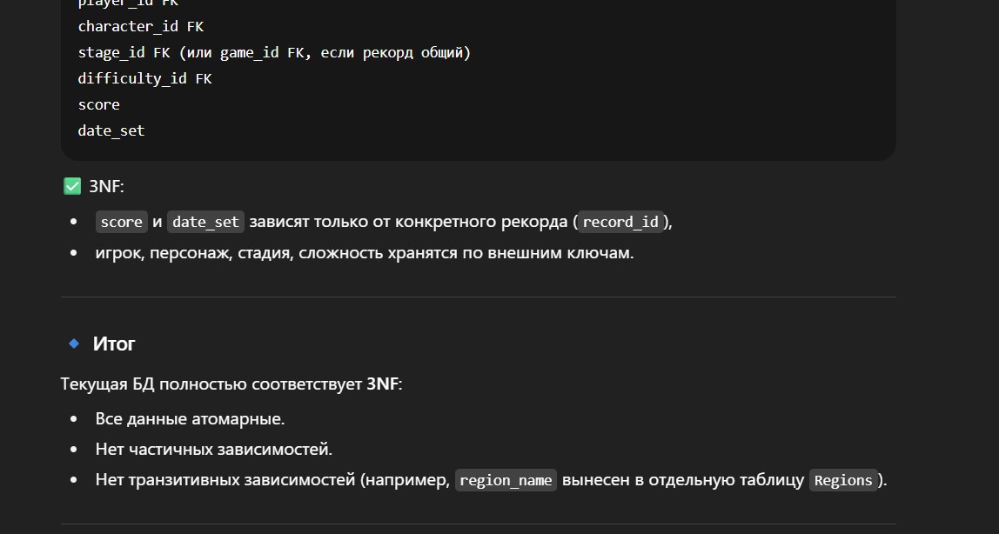 player_id FK
character_id FK
stage_id FK (или game_id FK, если рекорд общий)
difficulty_id FK
score
date_set
✅ 3NF:
• score и date_set зависят только от конкретного рекорда (record_id),
• игрок, персонаж, стадия, сложность хранятся по внешним ключам.
🔹 Итог
Текущая БД полностью соответствует 3NF:
• Все данные атомарные.
• Нет частичных зависимостей.
• Нет транзитивных зависимостей (например, region_name вынесен в отдельную таблицу Regions).